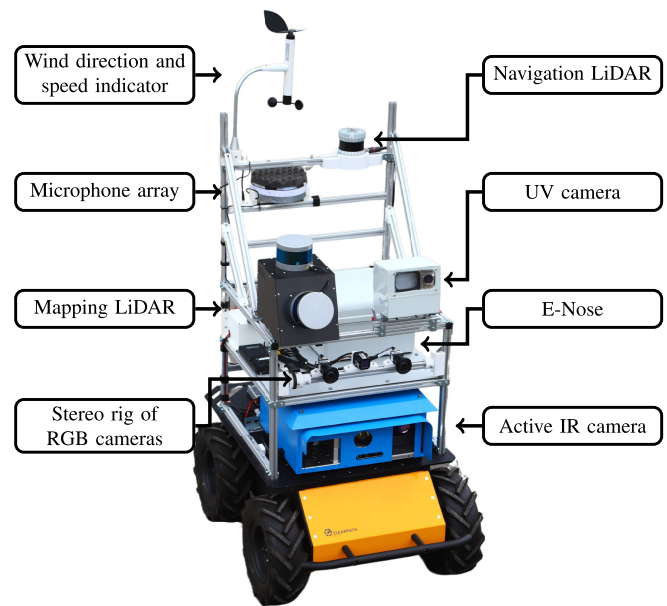 Wind direction and
speed indicator
Navigation LiDAR
Microphone array
UV camera
Mapping LiDAR
E-Nose
Stereo rig of
RGB cameras
Active IR camera
CLEARPATH